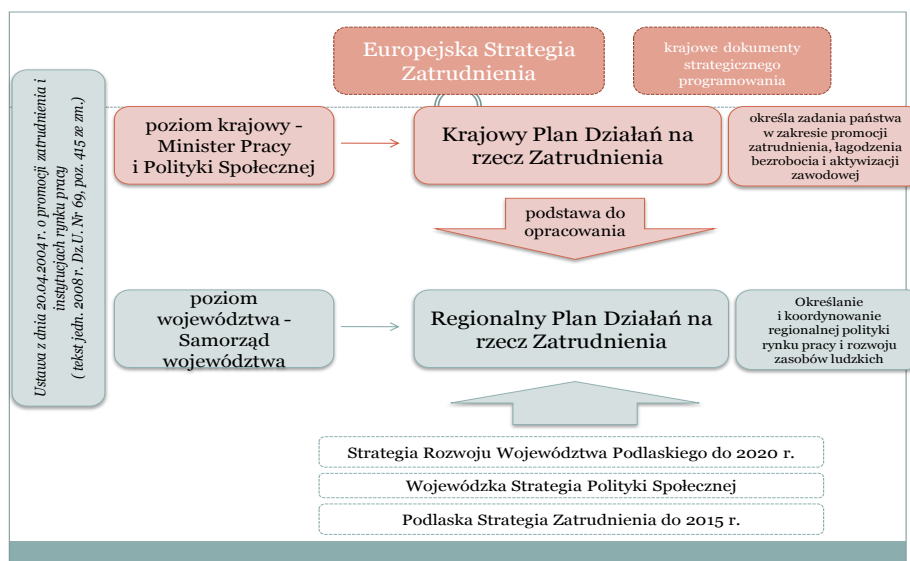 Europejska Strategia
Zatrudnienia
krajowe dokumenty
strategicznego
programowania
Ustawa z dnia 20.04.2004 r. o promocji zatrudnienia i
instytucjach rynku pracy
( tekst jedn. 2008 r. Dz.U. Nr 69, poz. 415 ze zm.)
poziom krajowy -
Minister Pracy
i Polityki Społecznej
Krajowy Plan Działań na
rzecz Zatrudnienia
określa zadania państwa
w zakresie promocji
zatrudnienia, łagodzenia
bezrobocia i aktywizacji
zawodowej
podstawa do
opracowania
poziom
województwa -
Samorząd
województwa
Regionalny Plan Działań na
rzecz Zatrudnienia
Określanie
i koordynowanie
regionalnej polityki
rynku pracy i rozwoju
zasobów ludzkich
Strategia Rozwoju Województwa Podlaskiego do 2020 r.
Wojewódzka Strategia Polityki Społecznej
Podlaska Strategia Zatrudnienia do 2015 r.